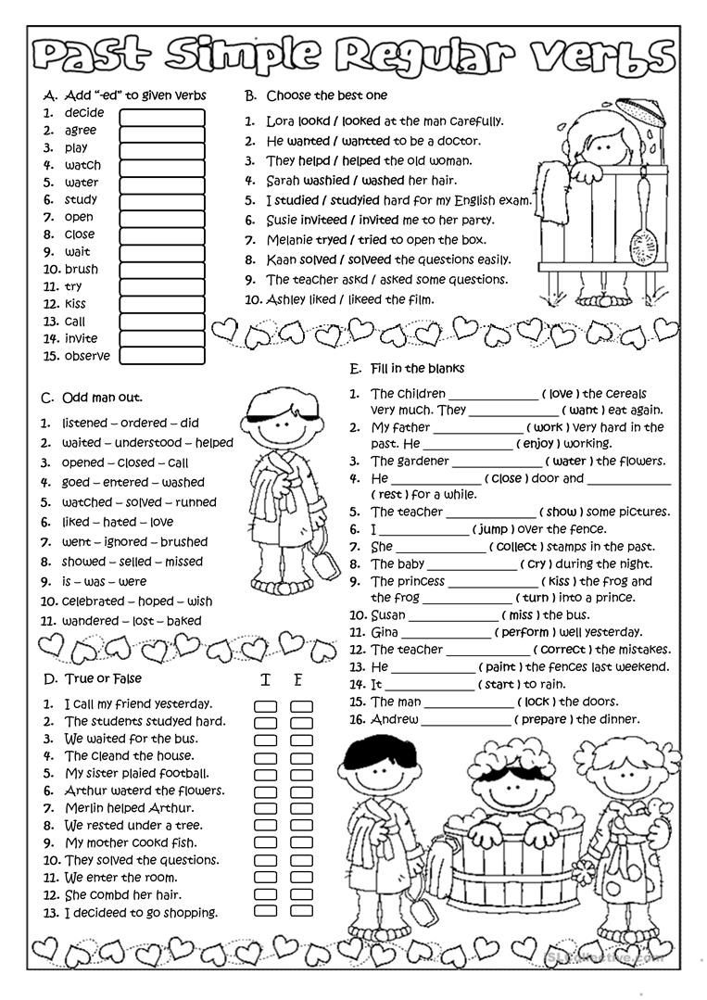 Past Simple Regular Verbs
A. Add "-ed" to given verbs
1. decide
2. agree
3. play
4. watch
5. water
6. study
7. open
8. close
9. wait
10. brush
11. try
12. kiss
13. call
14. invite
15. observe
B. Choose the best one
1. Lora lookd / looked at the man carefully.
2. He wanted / wantted to be a doctor.
3. They helpd / helped the old woman.
4. Sarah washied / washed her hair.
5. I studied / studyied hard for my English exam.
6. Susie inviteed / invited me to her party.
7. Melanie tryed / tried to open the box.
8. Kaan solved / solveed the questions easily.
9. The teacher askd / asked some questions.
10. Ashley liked / likeed the film.
C. Odd man out.
1. listened – ordered – did
2. waited – understood – helped
3. opened – closed – call
4. goed – entered – washed
5. watched – solved – runned
6. liked – hated – love
7. went – ignored – brushed
8. showed – selled – missed
9. is – was – were
10. celebrated – hoped – wish
11. wandered – lost – baked
D. True or False T F
1. I call my friend yesterday.
2. The students studyed hard.
3. We waited for the bus.
4. The cleand the house.
5. My sister plaied football.
6. Arthur waterd the flowers.
7. Merlin helped Arthur.
8. We rested under a tree.
9. My mother cookd fish.
10. They solved the questions.
11. We enter the room.
12. She combd her hair.
13. I decideed to go shopping.
E. Fill in the blanks
1. The children ______________ ( love ) the cereals
very much. They ______________ ( want ) eat again.
2. My father ______________ ( work ) very hard in the
past. He ______________ ( enjoy ) working.
3. The gardener ______________ ( water ) the flowers.
4. He ______________ ( close ) door and _____________
( rest ) for a while.
5. The teacher ______________ ( show ) some pictures.
6. I ______________ ( jump ) over the fence.
7. She ______________ ( collect ) stamps in the past.
8. The baby ______________ ( cry ) during the night.
9. The princess ______________ ( kiss ) the frog and
the frog ______________ ( turn ) into a prince.
10. Susan ______________ ( miss ) the bus.
11. Gina ______________ ( perform ) well yesterday.
12. The teacher _____________ ( correct ) the mistakes.
13. He _____________ ( paint ) the fences last weekend.
14. It ______________ ( start ) to rain.
15. The man ______________ ( lock ) the doors.
16. Andrew ______________ ( prepare ) the dinner.
iSLCollective.com